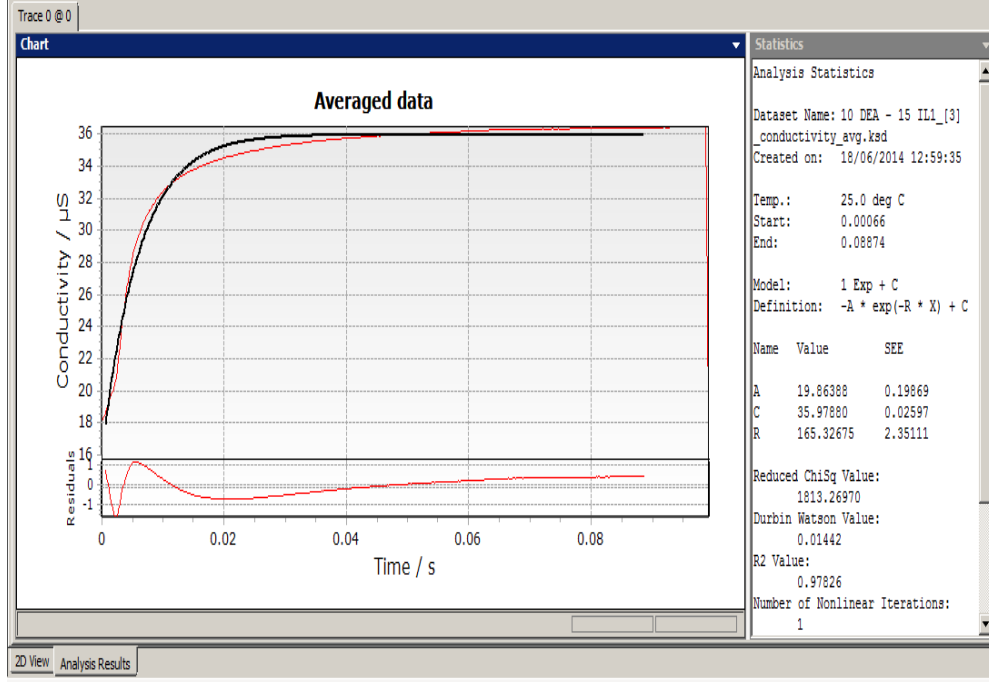 Trace 0 @ 0
Chart
Averaged data
Conductivity / µS
36
34
32
30
28
26
24
22
20
18
16
Residuals
1
0
-1
0
0.02
0.04
0.06
0.08
Time / s
Statistics
Analysis Statistics
Dataset Name: 10 DEA - 15 IL1_[3]
_conductivity_avg.ksd
Created on: 18/06/2014 12:59:35
Temp.: 25.0 deg C
Start: 0.00066
End: 0.08874
Model: 1 Exp + C
Definition: -A * exp(-R * X) + C
Name Value SEE
A 19.86388 0.19869
C 35.97880 0.02597
R 165.32675 2.35111
Reduced ChiSq Value:
1813.26970
Durbin Watson Value:
0.01442
R2 Value:
0.97826
Number of Nonlinear Iterations:
1
2D View
Analysis Results